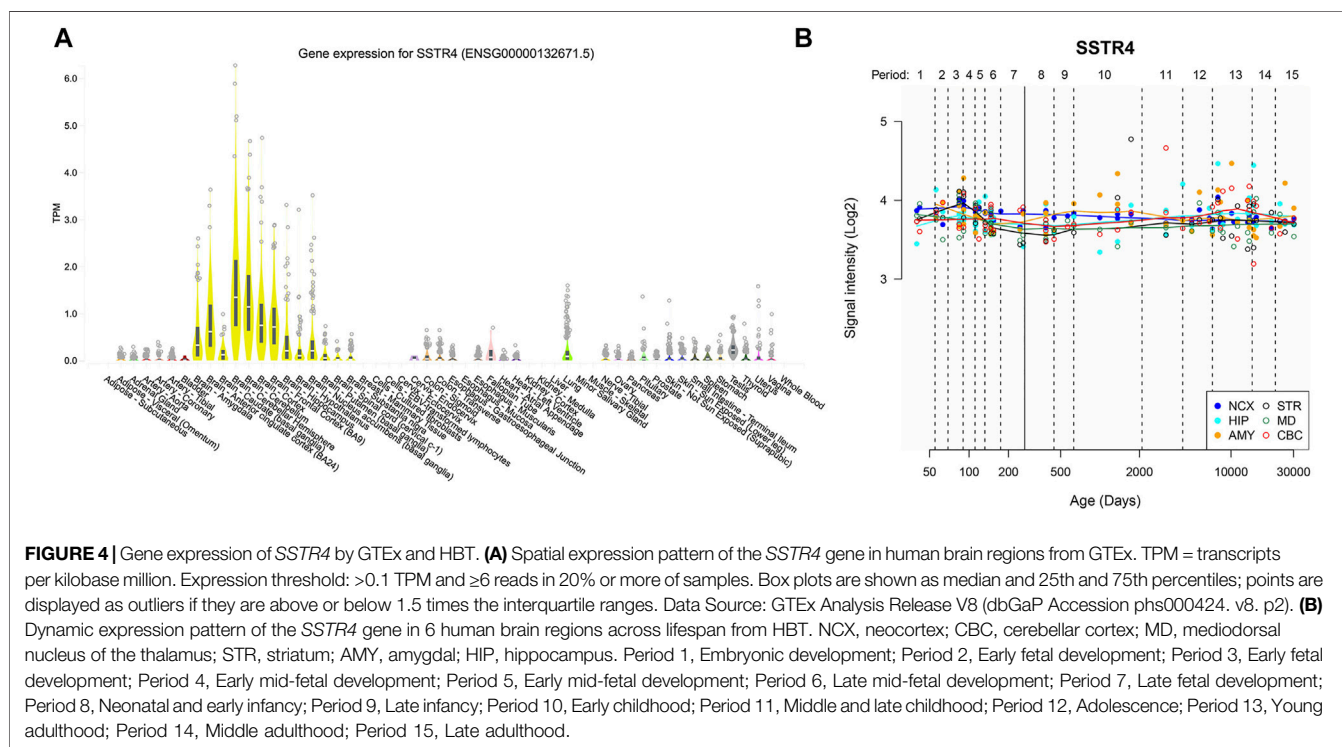 A
Gene expression for SSTR4 (ENSG00000132671.5)
6.0
5.0
4.0
3.0
2.0
1.0
0.0
TPM
Adipose - Subcutaneous
Adipose - Visceral (Omentum)
Adrenal Gland
Artery - Aorta
Artery - Coronary
Artery - Tibial
Bladder
Brain - Amygdala
Brain - Anterior cingulate cortex (BA24)
Brain - Caudate (basal ganglia)
Brain - Cerebellar Hemisphere
Brain - Cerebellum
Brain - Cortex
Brain - Frontal Cortex (BA9)
Brain - Hippocampus
Brain - Hypothalamus
Brain - Nucleus accumbens (basal ganglia)
Brain - Putamen (basal ganglia)
Brain - Spinal cord (cervical c-1)
Brain - Substantia nigra
Breast - Mammary Tissue
Cells - Cultured fibroblasts
Cells - EBV-transformed lymphocytes
Cervix - Ectocervix
Cervix - Endocervix
Colon - Sigmoid
Colon - Transverse
Esophagus - Gastroesophageal Junction
Esophagus - Mucosa
Esophagus - Muscularis
Fallopian Tube
Heart - Atrial Appendage
Heart - Left Ventricle
Kidney - Cortex
Kidney - Medulla
Liver
Lung
Minor Salivary Gland
Muscle - Skeletal
Nerve - Tibial
Ovary
Pancreas
Pituitary
Prostate
Skin - Not Sun Exposed (Suprapubic)
Skin - Sun Exposed (Lower leg)
Small Intestine - Terminal Ileum
Spleen
Stomach
Testis
Thyroid
Uterus
Vagina
Whole Blood
B
SSTR4
Period: 1 2 3 4 5 6 7 8 9 10 11 12 13 14 15
Signal intensity (Log2)
5
4
3
NCX STR
HIP MD
AMY CBC
50 100 200 500 2000 10000 30000
Age (Days)
FIGURE 4 | Gene expression of SSTR4 by GTEx and HBT. (A) Spatial expression pattern of the SSTR4 gene in human brain regions from GTEx. TPM = transcripts
per kilobase million. Expression threshold: >0.1 TPM and ≥6 reads in 20% or more of samples. Box plots are shown as median and 25th and 75th percentiles; points are
displayed as outliers if they are above or below 1.5 times the interquartile ranges. Data Source: GTEx Analysis Release V8 (dbGaP Accession phs000424. v8. p2). (B)
Dynamic expression pattern of the SSTR4 gene in 6 human brain regions across lifespan from HBT. NCX, neocortex; CBC, cerebellar cortex; MD, mediodorsal
nucleus of the thalamus; STR, striatum; AMY, amygdal; HIP, hippocampus. Period 1, Embryonic development; Period 2, Early fetal development; Period 3, Early fetal
development; Period 4, Early mid-fetal development; Period 5, Early mid-fetal development; Period 6, Late mid-fetal development; Period 7, Late fetal development;
Period 8, Neonatal and early infancy; Period 9, Late infancy; Period 10, Early childhood; Period 11, Middle and late childhood; Period 12, Adolescence; Period 13, Young
adulthood; Period 14, Middle adulthood; Period 15, Late adulthood.